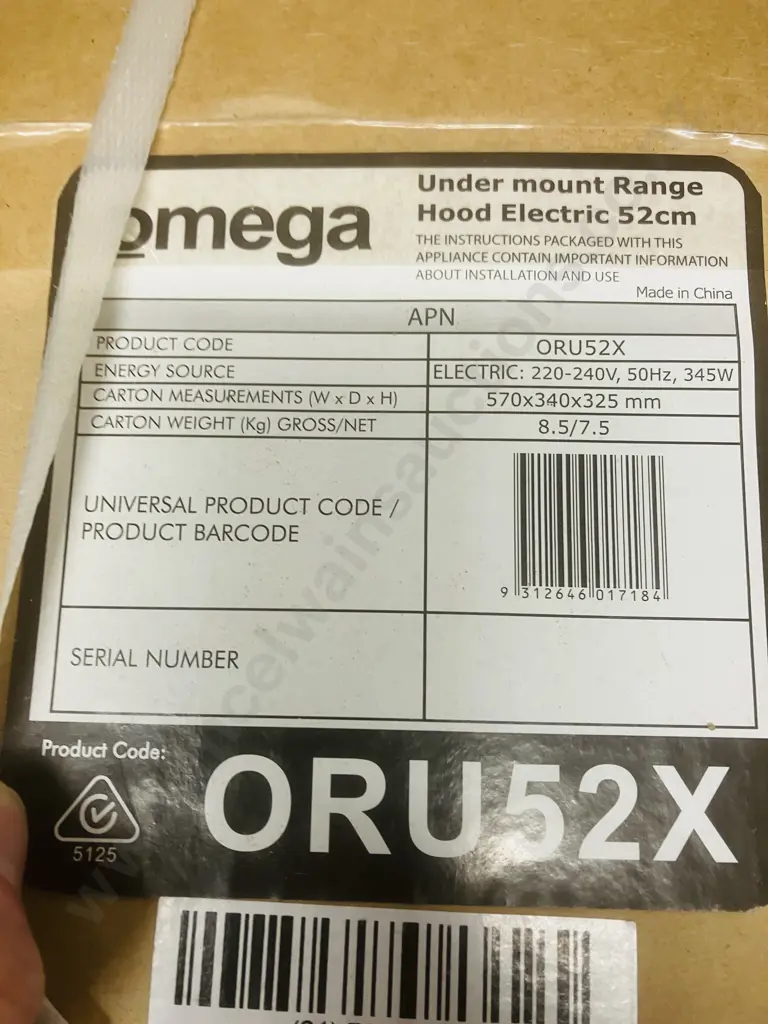 omega
Under mount Range
Hood Electric 52cm
THE INSTRUCTIONS PACKAGED WITH THIS
APPLIANCE CONTAIN IMPORTANT INFORMATION
ABOUT INSTALLATION AND USE
Made in China
APN
PRODUCT CODE ORU52X
ENERGY SOURCE ELECTRIC: 220-240V, 50Hz, 345W
CARTON MEASUREMENTS (W x D x H) 570x340x325 mm
CARTON WEIGHT (Kg) GROSS/NET 8.5/7.5
UNIVERSAL PRODUCT CODE /
PRODUCT BARCODE
9 312646 017184
SERIAL NUMBER
Product Code:
ORU52X
5125